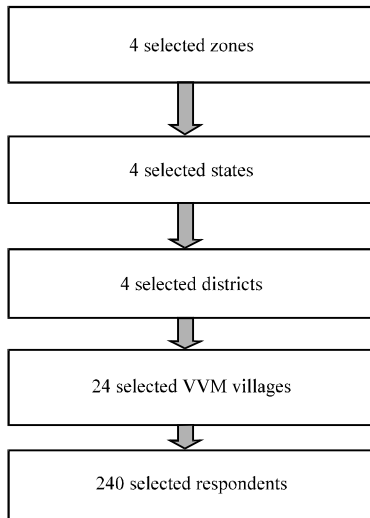 4 selected zones
4 selected states
4 selected districts
24 selected VVM villages
240 selected respondents